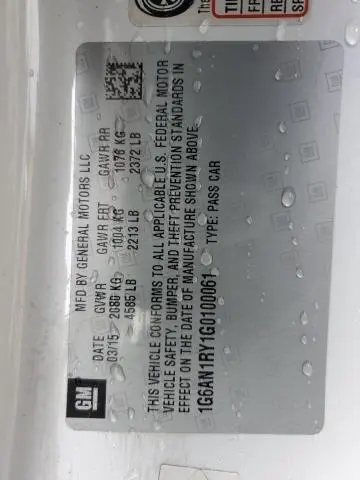 GM
MFD BY GENERAL MOTORS LLC
DATE GVWR GAWR FRT GAWR RR
03/15 2080 KG 1004 KG 1076 KG
4585 LB 2213 LB 2372 LB
THIS VEHICLE CONFORMS TO ALL APPLICABLE U.S. FEDERAL MOTOR
VEHICLE SAFETY, BUMPER, AND THEFT PREVENTION STANDARDS IN
EFFECT ON THE DATE OF MANUFACTURE SHOWN ABOVE.
1G6AN1RY1G0100061 TYPE: PASS CAR